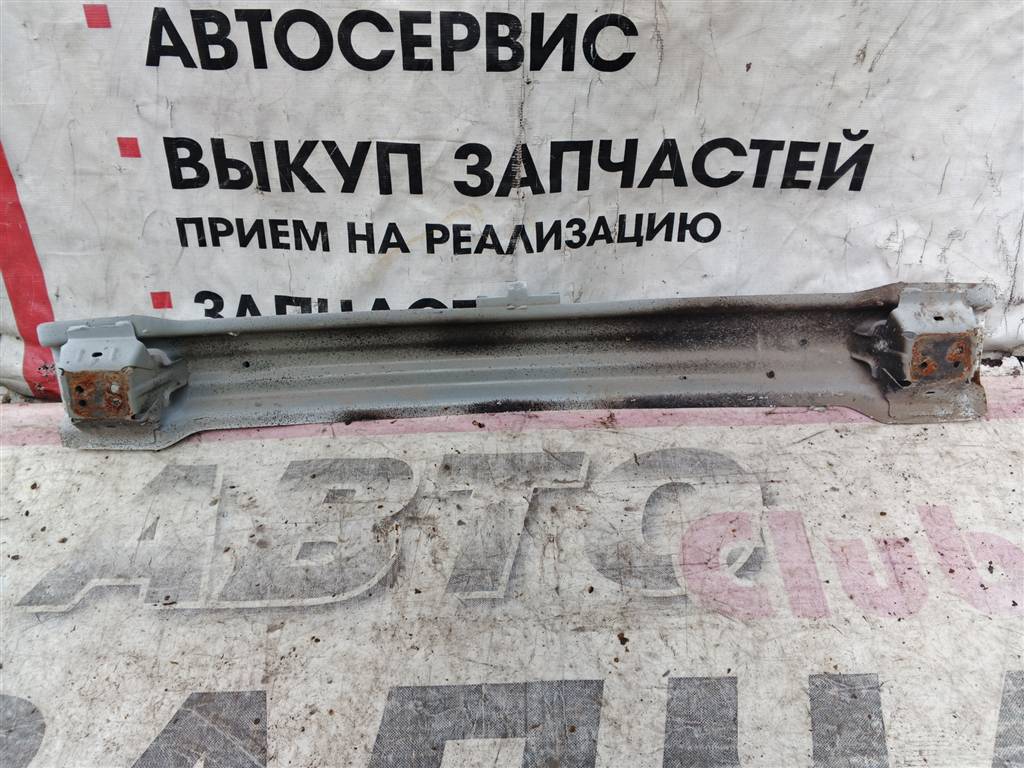 АВТОСЕРВИС
ВЫКУП ЗАПЧАСТЕЙ
ПРИЕМ НА РЕАЛИЗАЦИЮ
АВТО Club